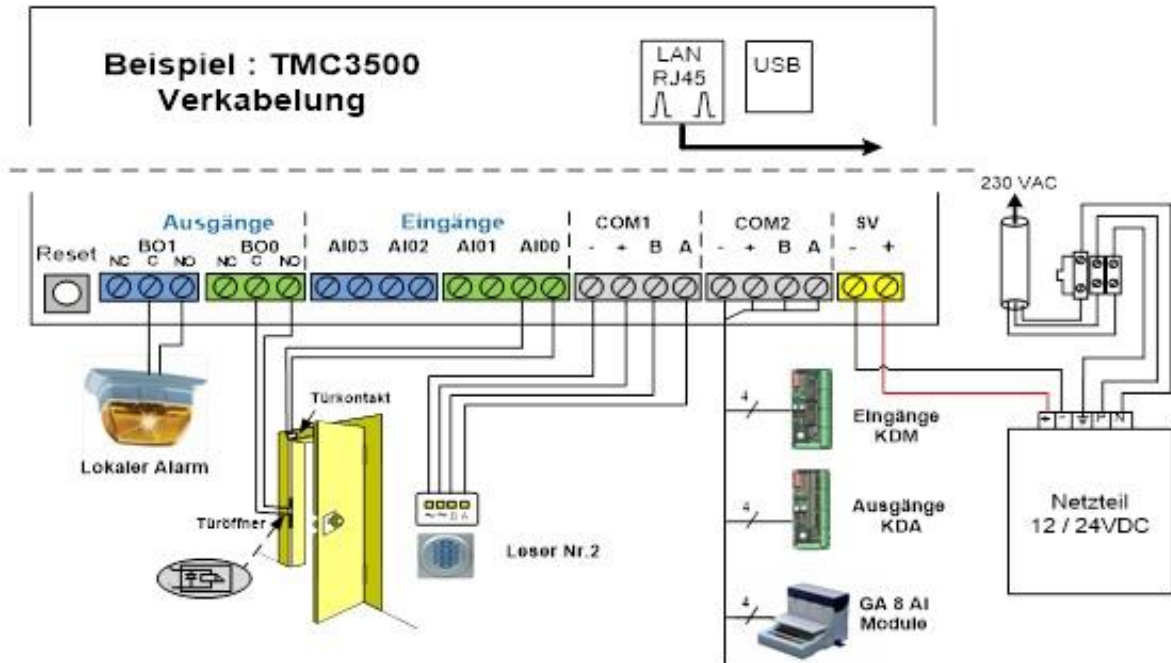 Beispiel : TMC3500
Verkabelung
LAN
RJ45
USB
230 VAC
Ausgänge
Eingänge
COM1
COM2
SV
Reset
BO1
BO0
AI03
AI02
AI01
AI00
- + B A
- + B A
- +
NC C NO
NC C NO
Lokaler Alarm
Türkontakt
Türöffner
Leser Nr.2
4
Eingänge
KDM
4
Ausgänge
KDA
4
GA 8 AI
Module
+ - P N
Netzteil
12 / 24VDC